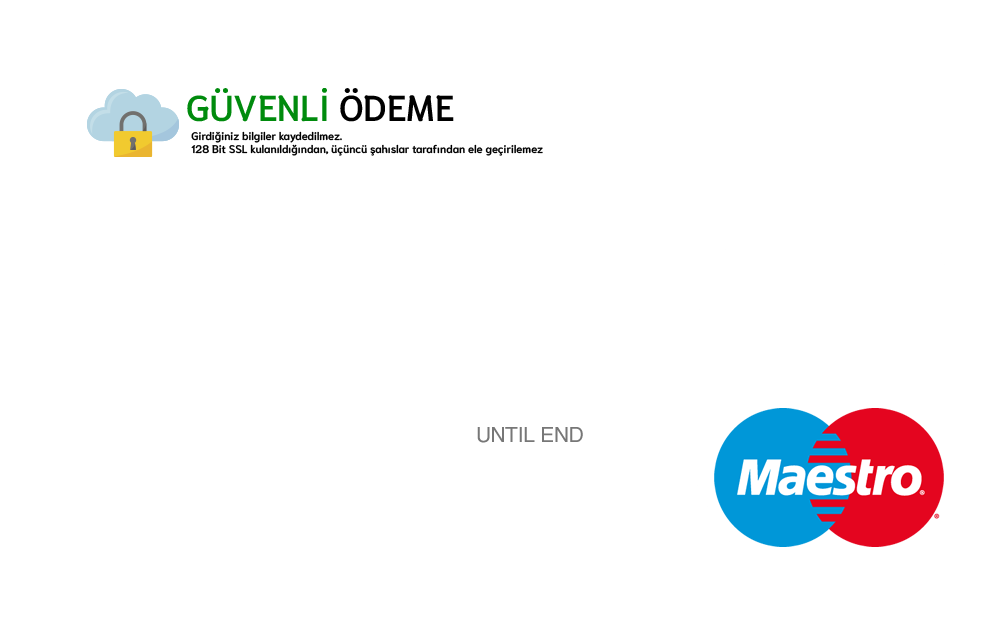 GÜVENLİ ÖDEME
Girdiğiniz bilgiler kaydedilmez.
128 Bit SSL kulanıldığından, üçüncü şahıslar tarafından ele geçirilemez
UNTIL END
Maestro®
®